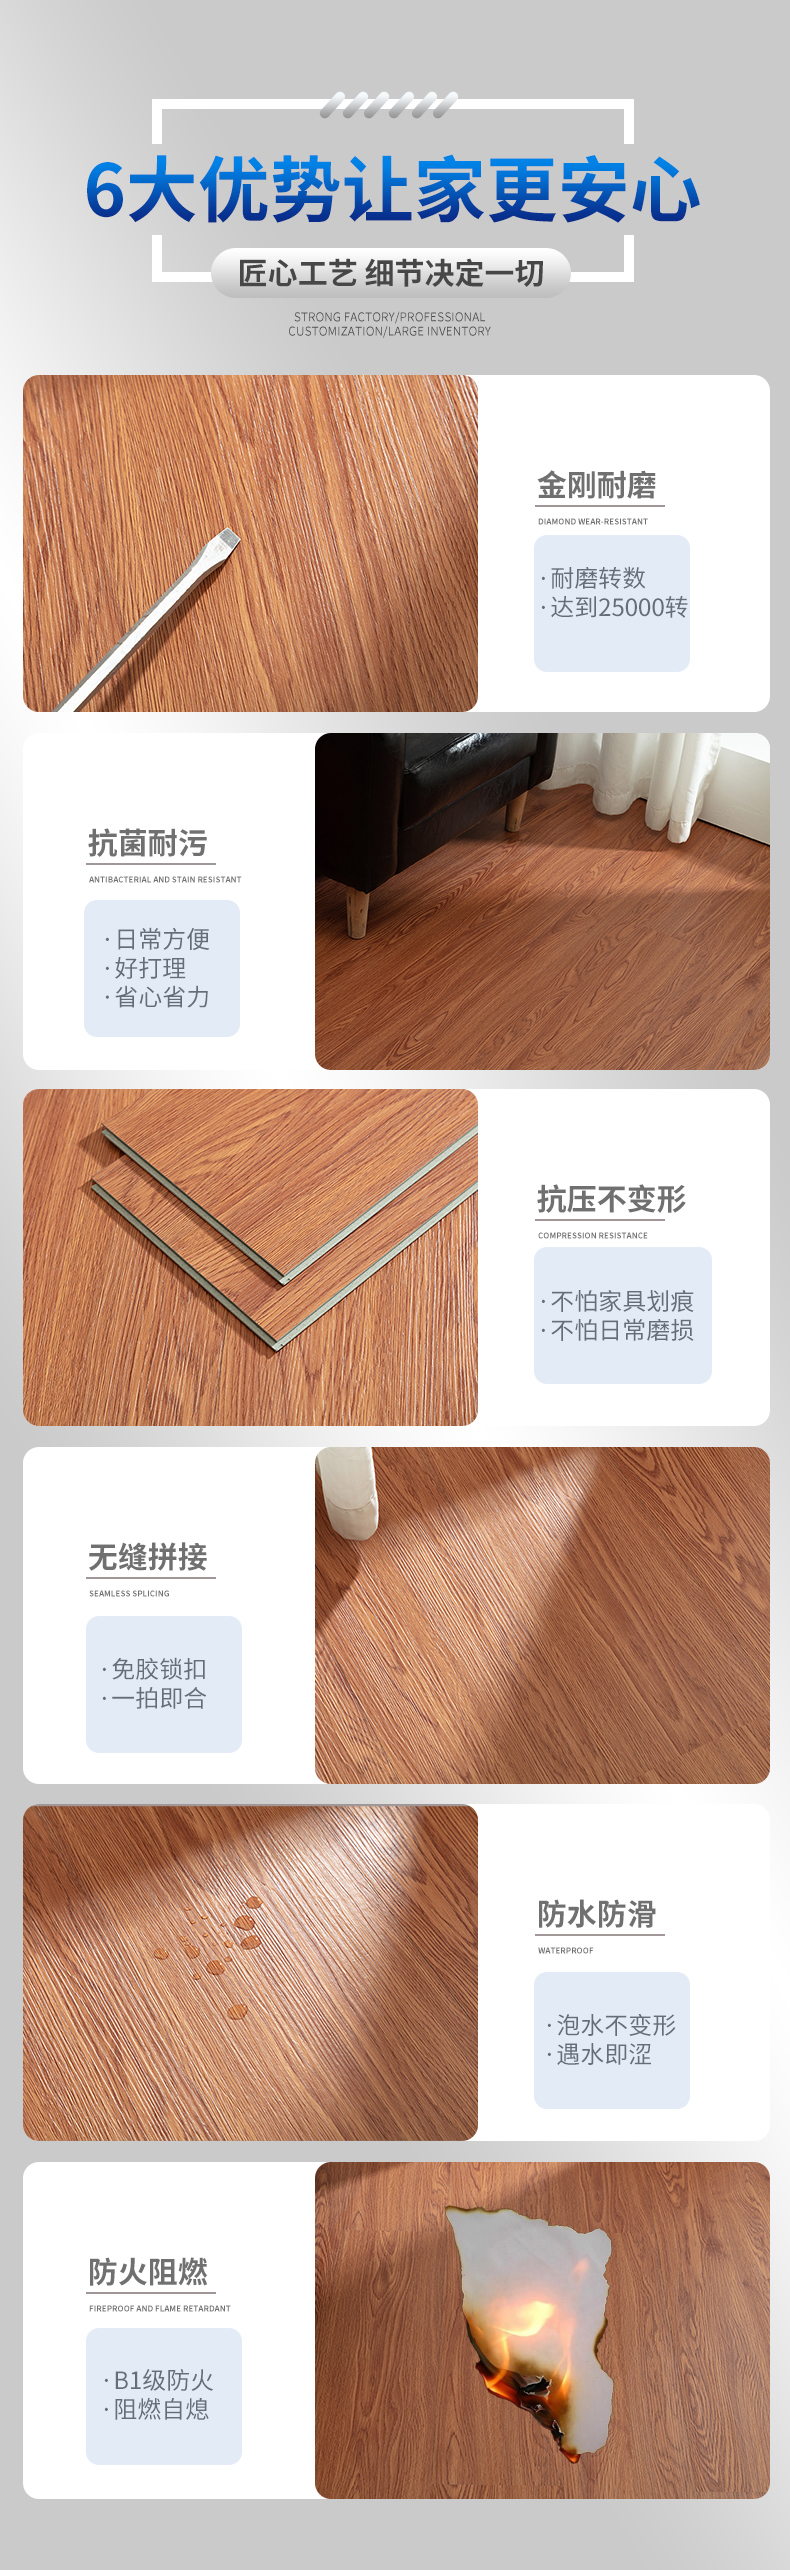 6大优势让家更安心
匠心工艺 细节决定一切
STRONG FACTORY/PROFESSIONAL
CUSTOMIZATION/LARGE INVENTORY
金刚耐磨
DIAMOND WEAR-RESISTANT
·耐磨转数
·达到25000转
抗菌耐污
ANTIBACTERIAL AND STAIN RESISTANT
·日常方便
·好打理
·省心省力
抗压不变形
COMPRESSION RESISTANCE
·不怕家具划痕
·不怕日常磨损
无缝拼接
SEAMLESS SPLICING
·免胶锁扣
·一拍即合
防水防滑
WATERPROOF
·泡水不变形
·遇水即涩
防火阻燃
FIREPROOF AND FLAME RETARDANT
·B1级防火
·阻燃自熄